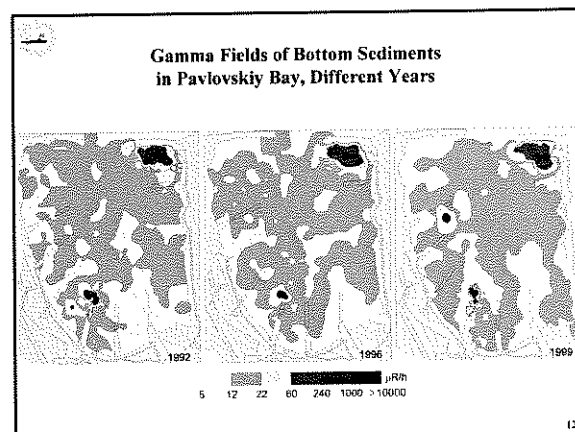 Gamma Fields of Bottom Sediments
in Pavlovskiy Bay, Different Years
1992
1996
1999
µR/h
5 12 22 60 240 1000 >10000